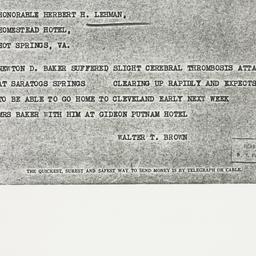 HONORABLE HERBERT H. LEHMAN,
HOMESTEAD HOTEL,
HOT SPRINGS, VA.
NEWTON D. BAKER SUFFERED SLIGHT CEREBRAL THROMBOSIS ATTA
AT SARATOGS SPRINGS CLEARING UP RAPIDLY AND EXPECTS
TO BE ABLE TO GO HOME TO CLEVELAND EARLY NEXT WEEK
MRS BAKER WITH HIM AT GIDEON PUTNAM HOTEL
WALTER T. BROWN
THE QUICKEST, SUREST AND SAFEST WAY TO SEND MONEY IS BY TELEGRAPH OR CABLE.